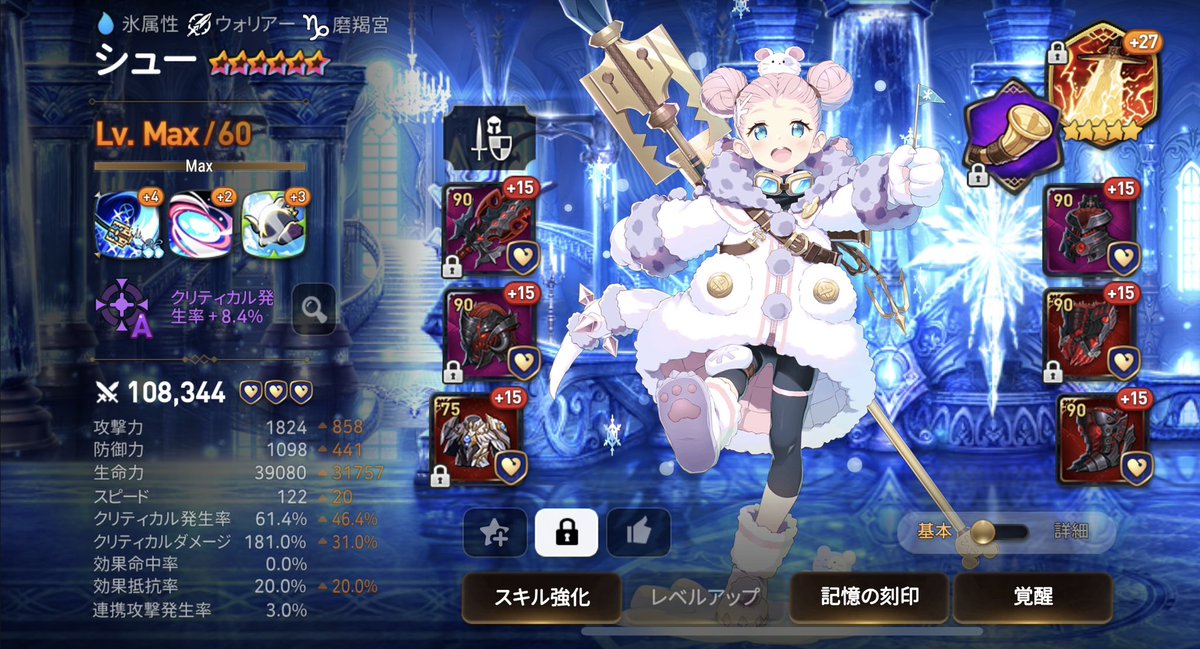 氷属性 ウォリアー 磨羯宮
シュー
Lv. Max/60
Max
+4 +2 +3
A クリティカル発
生率+8.4%
108,344
攻撃力 1824 858
防御力 1098 441
生命力 39080 31757
スピード 122 20
クリティカル発生率 61.4% 46.4%
クリティカルダメージ 181.0% 31.0%
効果命中率 0.0%
効果抵抗率 20.0% 20.0%
連携攻撃発生率 3.0%
90 +15
90 +15
75 +15
+27
90 +15
90 +15
90 +15
基本 詳細
スキル強化 レベルアップ 記憶の刻印 覚醒